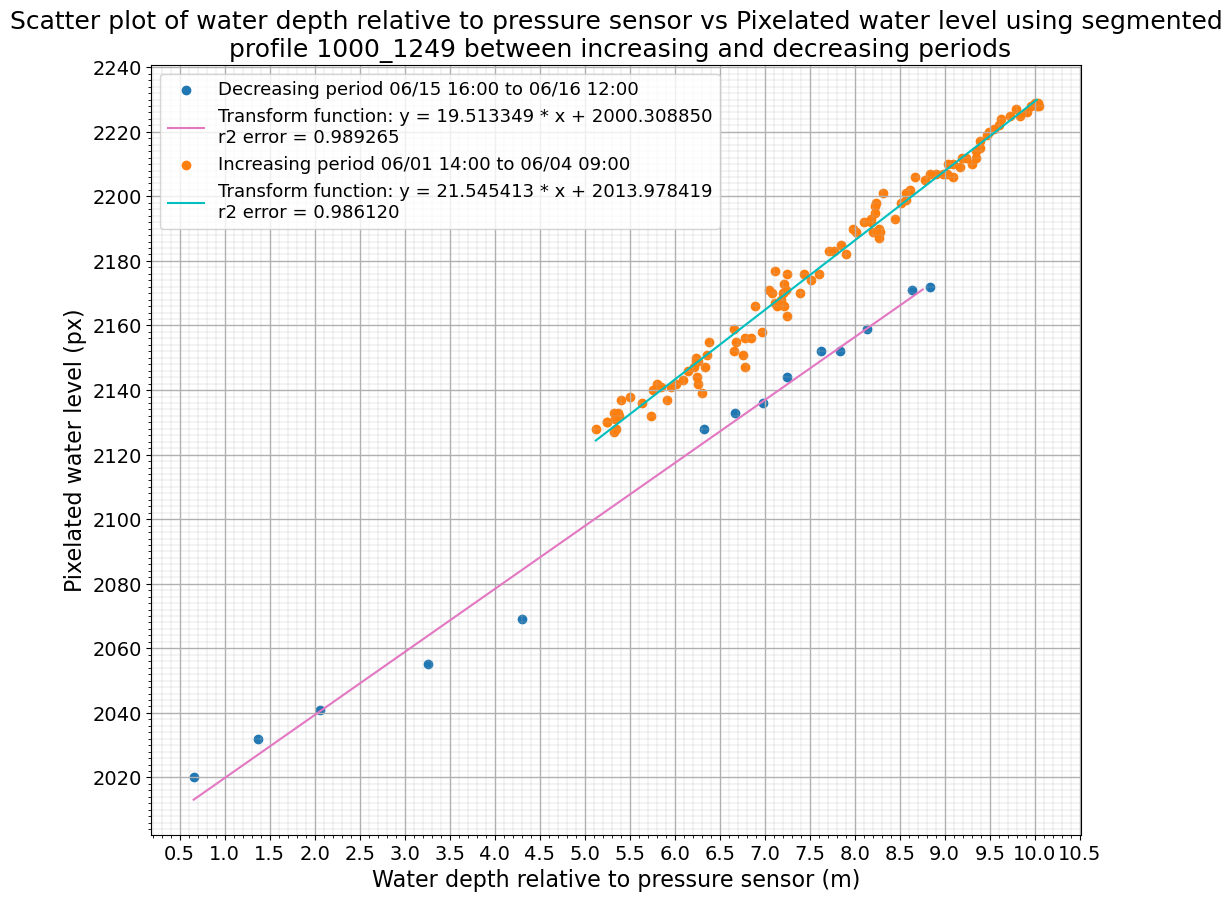 Scatter plot of water depth relative to pressure sensor vs Pixelated water level using segmented
profile 1000_1249 between increasing and decreasing periods
Decreasing period 06/15 16:00 to 06/16 12:00
Transform function: y = 19.513349 * x + 2000.308850
r2 error = 0.989265
Increasing period 06/01 14:00 to 06/04 09:00
Transform function: y = 21.545413 * x + 2013.978419
r2 error = 0.986120
Pixelated water level (px)
2240
2220
2200
2180
2160
2140
2120
2100
2080
2060
2040
2020
0.5 1.0 1.5 2.0 2.5 3.0 3.5 4.0 4.5 5.0 5.5 6.0 6.5 7.0 7.5 8.0 8.5 9.0 9.5 10.0 10.5
Water depth relative to pressure sensor (m)